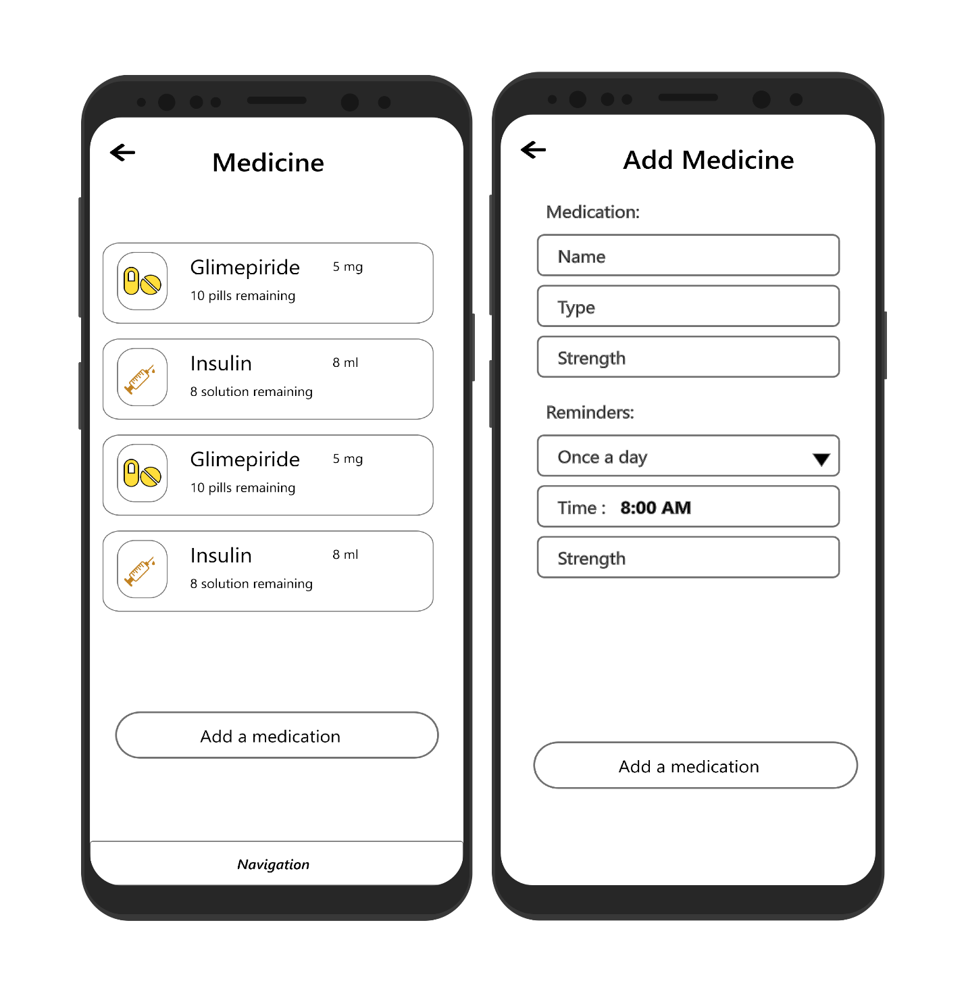 Medicine
Glimepiride 5 mg
10 pills remaining
Insulin 8 ml
8 solution remaining
Glimepiride 5 mg
10 pills remaining
Insulin 8 ml
8 solution remaining
Add a medication
Navigation
Add Medicine
Medication:
Name
Type
Strength
Reminders:
Once a day
Time : 8:00 AM
Strength
Add a medication